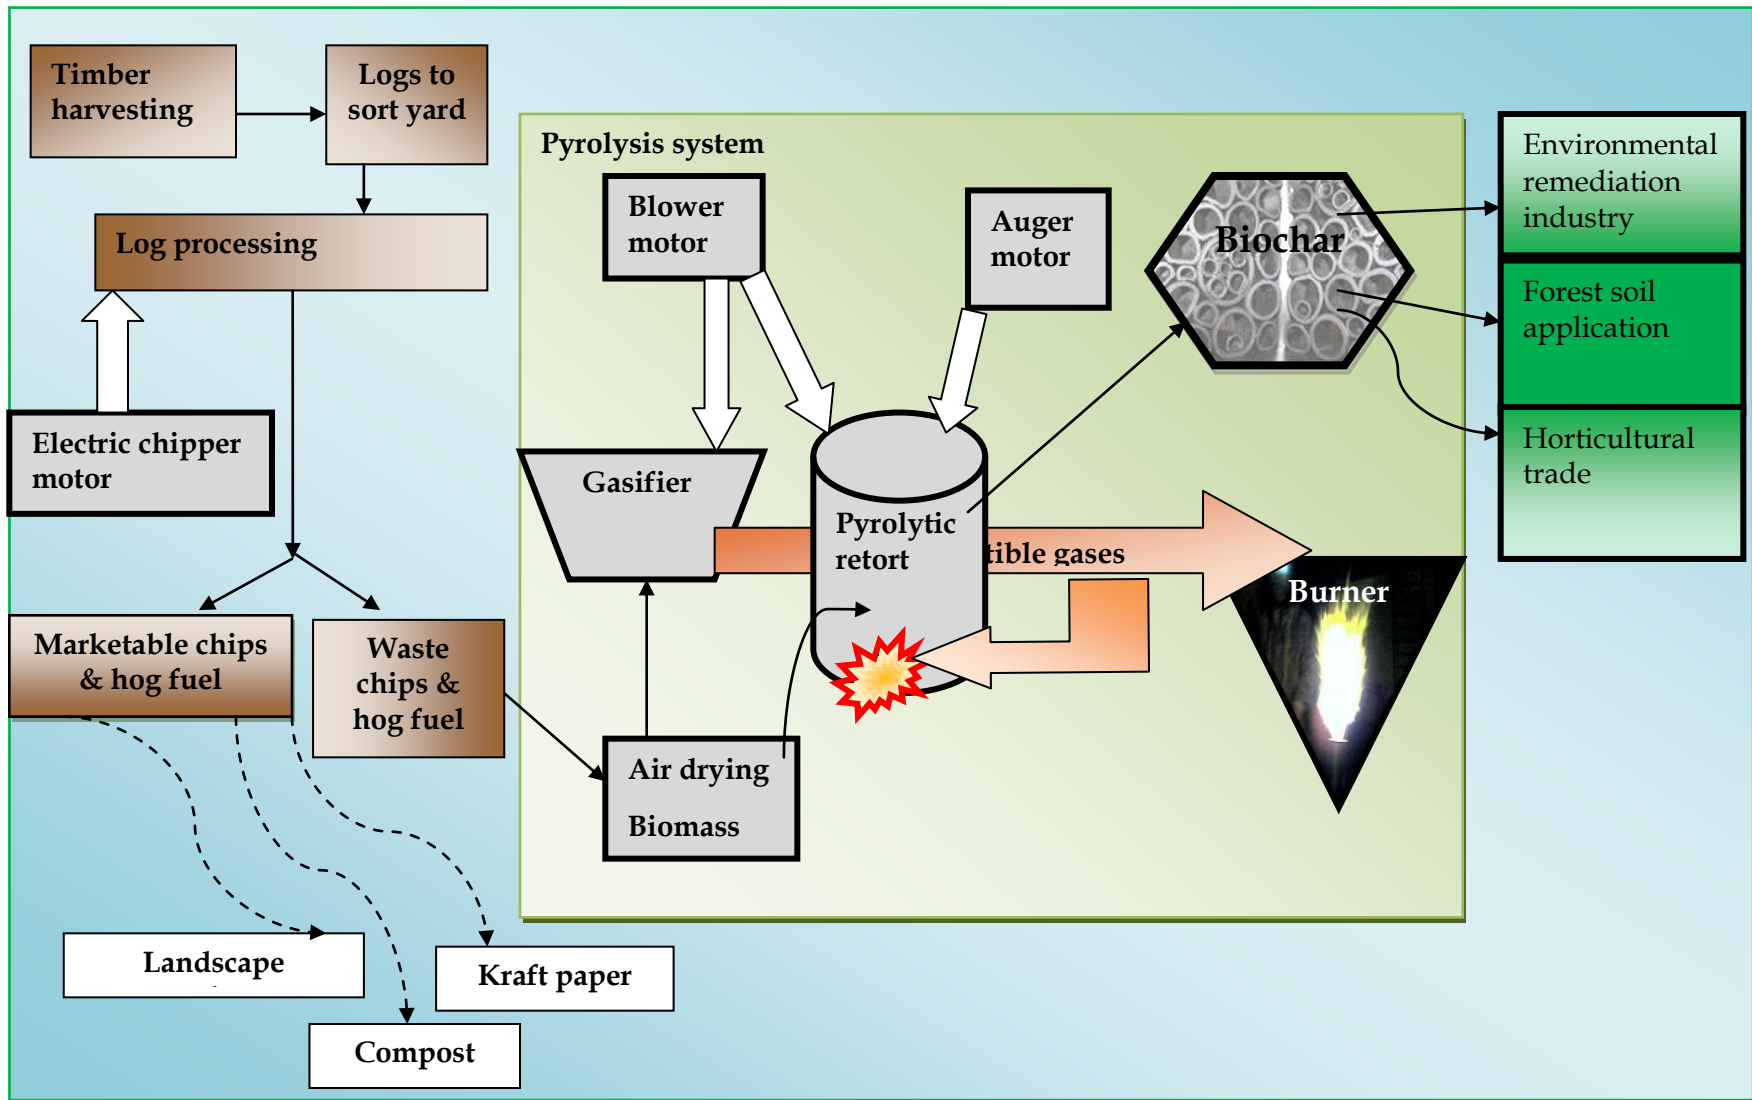 Timber
harvesting
Logs to
sort yard
Log processing
Electric chipper
motor
Marketable chips
& hog fuel
Waste
chips &
hog fuel
Landscape
Compost
Kraft paper
Pyrolysis system
Blower
motor
Auger
motor
Gasifier
Pyrolytic
retort
tible gases
Air drying
Biomass
Biochar
Burner
Environmental
remediation
industry
Forest soil
application
Horticultural
trade